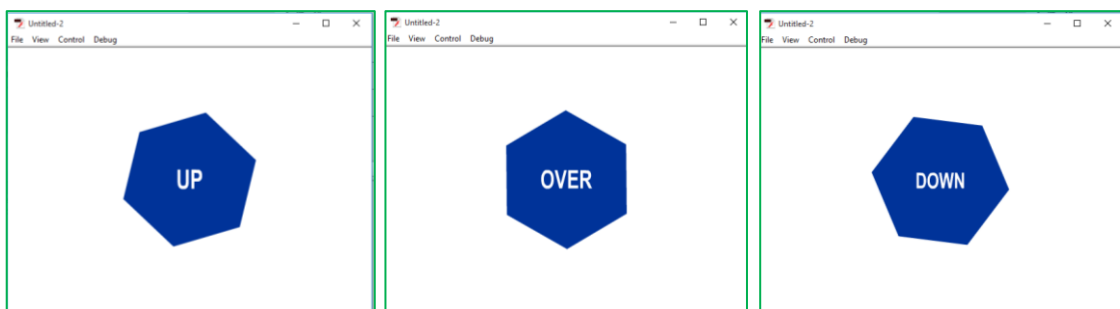 Untitled-2
File View Control Debug
UP
Untitled-2
File View Control Debug
OVER
Untitled-2
File View Control Debug
DOWN